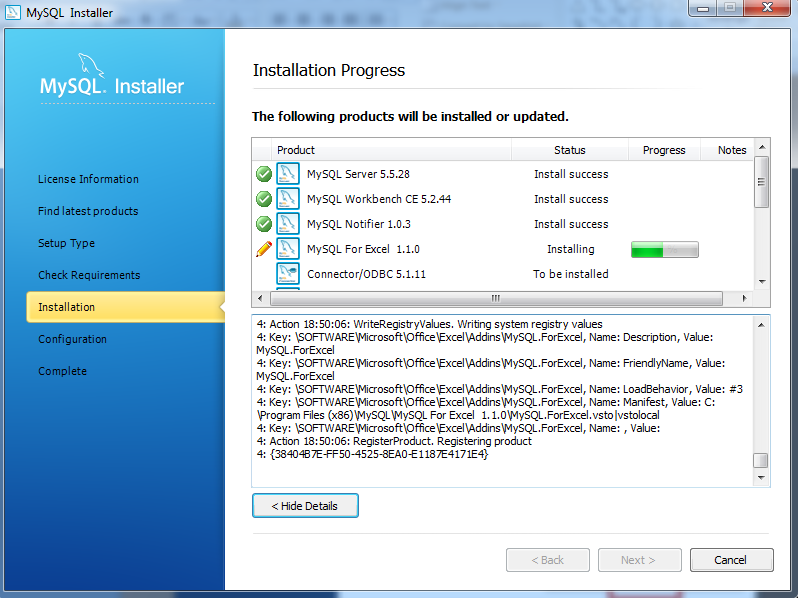 MySQL Installer
MySQL. Installer
License Information
Find latest products
Setup Type
Check Requirements
Installation
Configuration
Complete
Installation Progress
The following products will be installed or updated.
Product Status Progress Notes
MySQL Server 5.5.28 Install success
MySQL Workbench CE 5.2.44 Install success
MySQL Notifier 1.0.3 Install success
MySQL For Excel 1.1.0 Installing
Connector/ODBC 5.1.11 To be installed
4: Action 18:50:06: WriteRegistryValues. Writing system registry values
4: Key: \SOFTWARE\Microsoft\Office\Excel\Addins\MySQL.ForExcel, Name: Description, Value:
MySQL.ForExcel
4: Key: \SOFTWARE\Microsoft\Office\Excel\Addins\MySQL.ForExcel, Name: FriendlyName, Value:
MySQL.ForExcel
4: Key: \SOFTWARE\Microsoft\Office\Excel\Addins\MySQL.ForExcel, Name: LoadBehavior, Value: #3
4: Key: \SOFTWARE\Microsoft\Office\Excel\Addins\MySQL.ForExcel, Name: Manifest, Value: C:
\Program Files (x86)\MySQL\MySQL For Excel 1.1.0\MySQL.ForExcel.vsto|vstolocal
4: Key: \SOFTWARE\Microsoft\Office\Excel\Addins\MySQL.ForExcel, Name: , Value:
4: Action 18:50:06: RegisterProduct. Registering product
4: {38404B7E-FF50-4525-8EA0-E1187E4171E4}
< Hide Details
< Back Next > Cancel